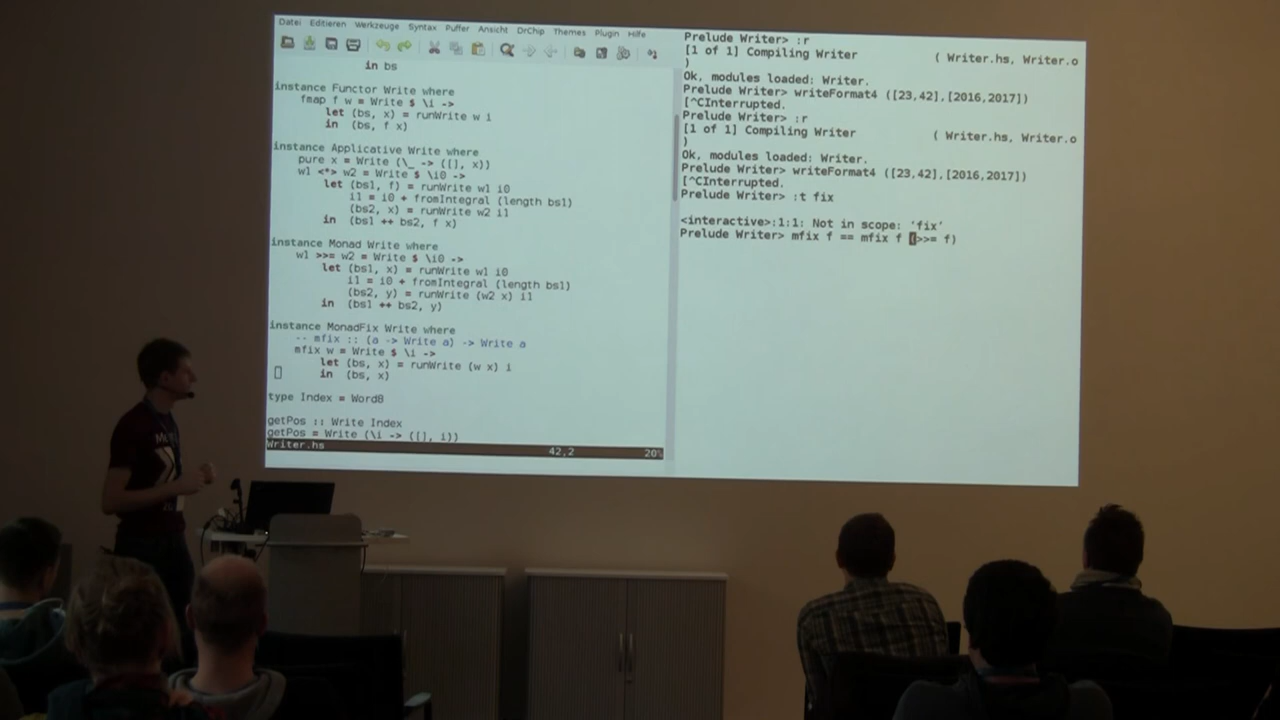 Datei Editieren Werkzeuge Syntax Puffer Ansicht DrChip Themes Plugin Hilfe
in bs
instance Functor Write where
fmap f w = Write $ \i ->
let (bs, x) = runWrite w i
in (bs, f x)
instance Applicative Write where
pure x = Write (\_ -> ([], x))
w1 <*> w2 = Write $ \i0 ->
let (bs1, f) = runWrite w1 i0
i1 = i0 + fromIntegral (length bs1)
(bs2, x) = runWrite w2 i1
in (bs1 ++ bs2, f x)
instance Monad Write where
w1 >>= w2 = Write $ \i0 ->
let (bs1, x) = runWrite w1 i0
i1 = i0 + fromIntegral (length bs1)
(bs2, y) = runWrite (w2 x) i1
in (bs1 ++ bs2, y)
instance MonadFix Write where
-- mfix :: (a -> Write a) -> Write a
mfix w = Write $ \i ->
let (bs, x) = runWrite (w x) i
in (bs, x)
type Index = Word8
getPos :: Write Index
getPos = Write (\i -> ([], i))
Writer.hs 42,2 20%
Prelude Writer> :r
[1 of 1] Compiling Writer ( Writer.hs, Writer.o
)
Ok, modules loaded: Writer.
Prelude Writer> writeFormat4 ([23,42],[2016,2017])
[^CInterrupted.
Prelude Writer> :r
[1 of 1] Compiling Writer ( Writer.hs, Writer.o
)
Ok, modules loaded: Writer.
Prelude Writer> writeFormat4 ([23,42],[2016,2017])
[^CInterrupted.
Prelude Writer> :t fix
<interactive>:1:1: Not in scope: ‘fix’
Prelude Writer> mfix f == mfix f (>>= f)